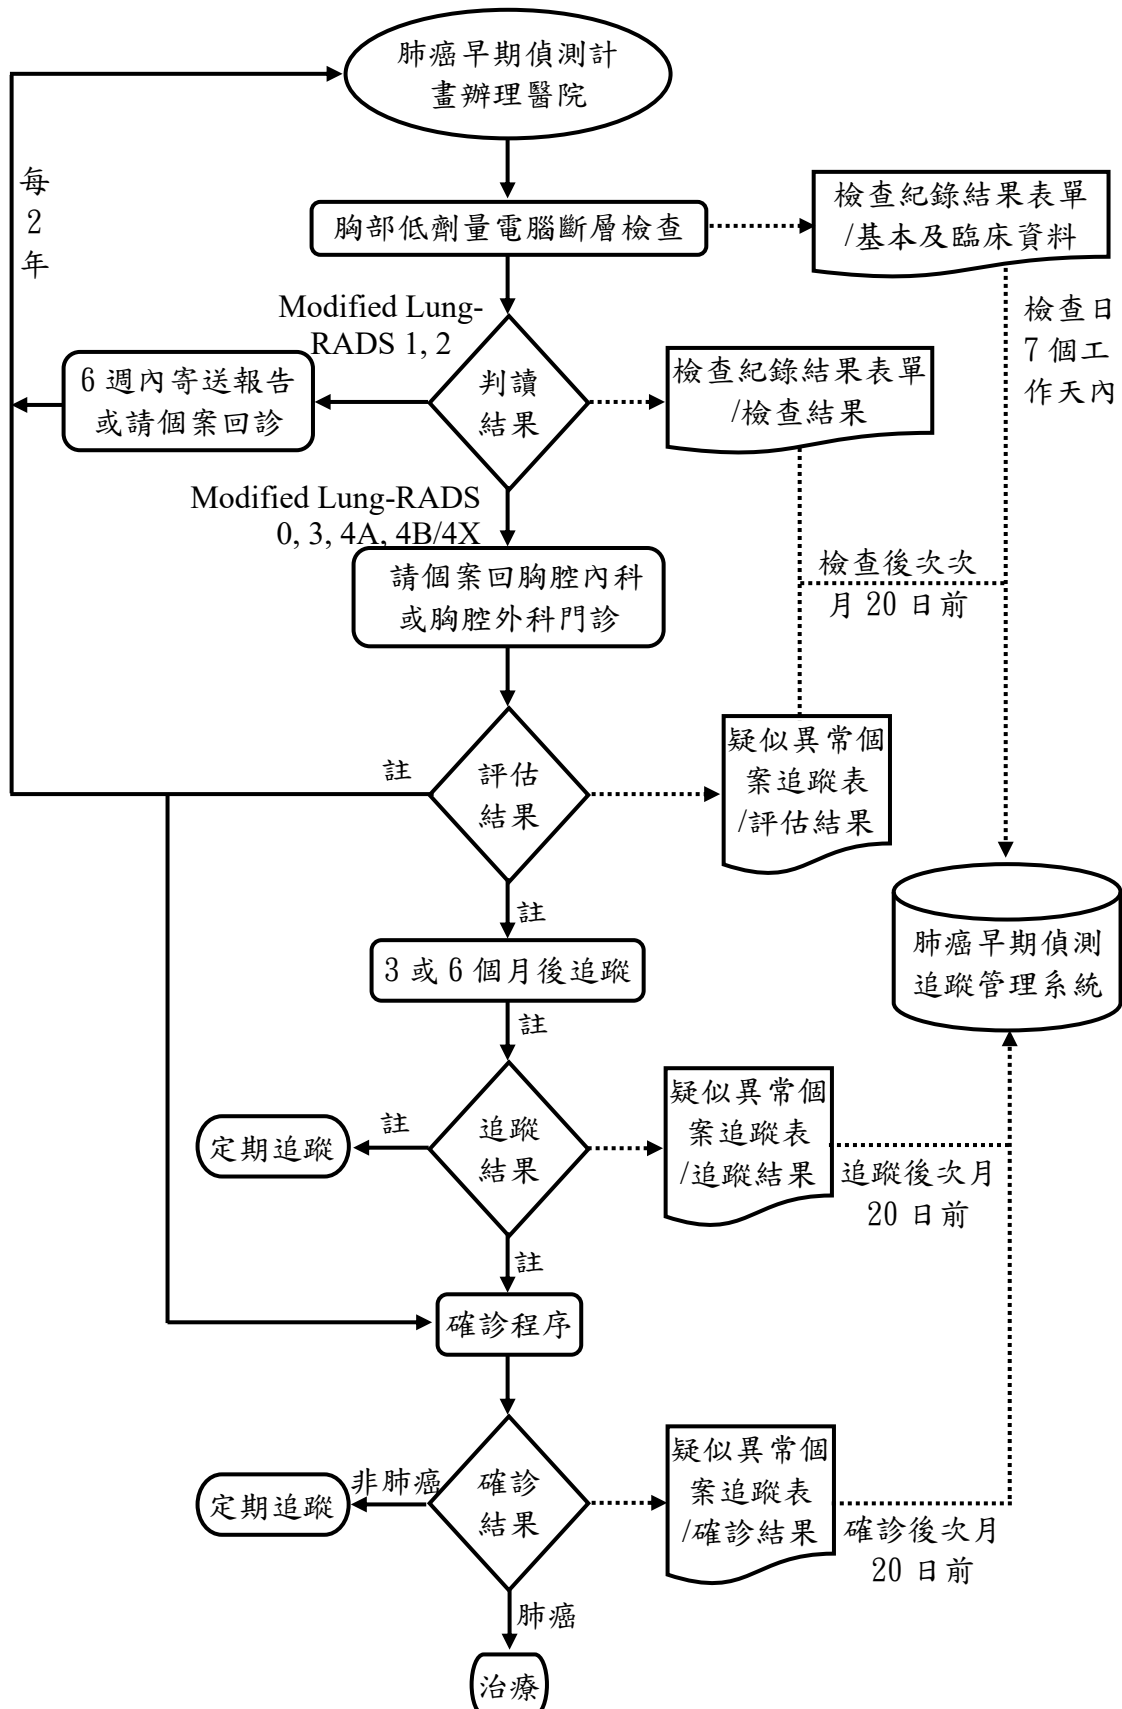 肺癌早期偵測計
畫辦理醫院
每
2
年
胸部低劑量電腦斷層檢查
檢查紀錄結果表單
/基本及臨床資料
Modified Lung-
RADS 1, 2
檢查日
7 個工
作天內
6 週內寄送報告
或請個案回診
判讀
結果
檢查紀錄結果表單
/檢查結果
Modified Lung-RADS
0, 3, 4A, 4B/4X
請個案回胸腔內科
或胸腔外科門診
檢查後次次
月 20 日前
註
評估
結果
疑似異常個
案追蹤表
/評估結果
註
3 或 6 個月後追蹤
肺癌早期偵測
追蹤管理系統
註
定期追蹤
註
追蹤
結果
疑似異常個
案追蹤表
/追蹤結果
追蹤後次月
20 日前
註
確診程序
定期追蹤
非肺癌
確診
結果
疑似異常個
案追蹤表
/確診結果
確診後次月
20 日前
肺癌
治療